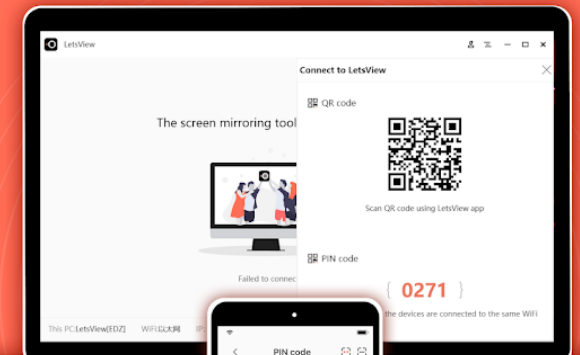 LetsView
Connect to LetsView
QR code
The screen mirroring tool
Scan QR code using LetsView app
PIN code
Failed to connec
0271
the devices are connected to the same WiFi
This PC:LetsView[EDZ] WiFi:以太网 IP:
PIN code